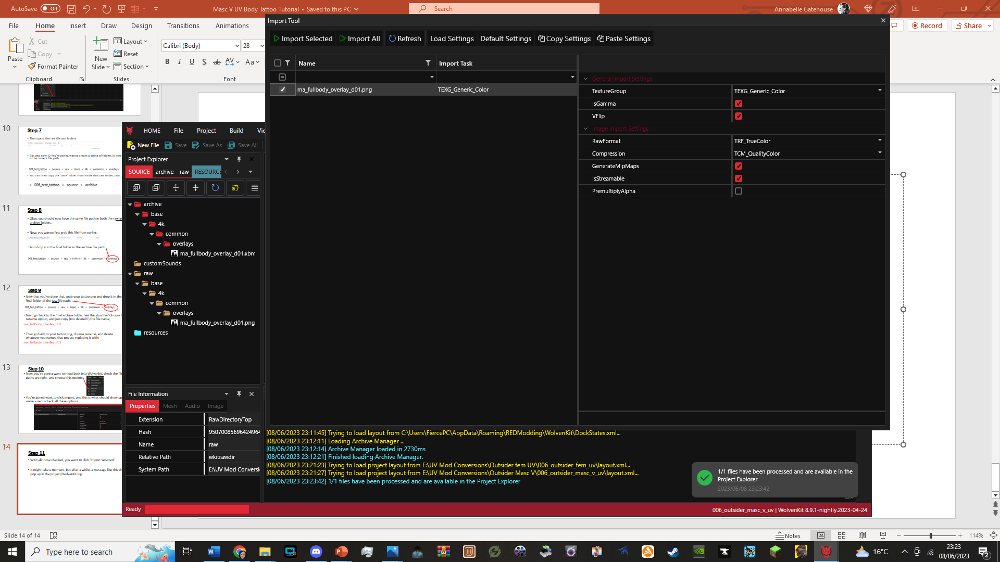 AutoSave Off
Masc V UV Body Tattoo Tutorial • Saved to this PC
Search
Annabelle Gatehouse
File Home Insert Draw Design Transitions Animations
Record Share
Paste
Cut
Copy
Format Painter
Clipboard
New Slide
Layout
Reset
Section
Slides
Calibri (Body) 28
B I U S ab AV Aa
Font
10
Step 7
• That opens the raw file and folders:
• Big step now :O You're gonna wanna create a string of folders in here
is the correct file path:
006_test_tattoo > source > raw > base > 4k > common > overlays
• You can then copy the 'base' folder from inside that raw folder, into:
> 006_test_tattoo > source > archive
11
Step 8
• Okay, you should now have the same file path in both the raw
archive folders.
• Now, you wanna first grab this file from earlier:
• And drop it in the final folder in the archive file path:
006_test_tattoo > source > raw > archive > 4k > common > overlays
12
Step 9
• Now that you've done that, grab your tattoo png and drop it in the
final folder of the raw file path:
006_test_tattoo > source > raw > base > 4k > common > overlays
• Next, go back to the final archive folder. See the xbm file? Choose
rename option, and just copy (not delete!!!) the file name;
ma_fullbody_overlay_d01
• Then go back to your tattoo png, choose rename, and delete
whatever you named that png as; replacing it with:
ma_fullbody_overlay_d01
13
Step 10
• Now, you're gonna want to head back into Wolvenkit, check the file
paths are right- and choose this option:
• You're gonna want to click import, and this is what should show up
make sure to check all these options:
14
Step 11
• With all those checked, you want to click 'Import Selected'.
• It might take a moment, but after a while, a message like this
pop up in the project/Wolvenkit log:
HOME File Project Build
New File Save Save As Save All
Project Explorer
SOURCE archive raw RESOURCE
archive
base
4k
common
overlays
ma_fullbody_overlay_d01.xbm
customSounds
raw
base
4k
common
overlays
ma_fullbody_overlay_d01.png
resources
File Information
Properties Mesh Audio Image
Extension RawDirectoryTop
Hash 95070085696424964
Name raw
Relative Path wkitrawdir
System Path E:\UV Mod Conversio
Import Tool
Import Selected Import All Refresh Load Settings Default Settings Copy Settings Paste Settings
Name Import Task
ma_fullbody_overlay_d01.png TEXG_Generic_Color
General Import Settings
TextureGroup TEXG_Generic_Color
IsGamma
VFlip
Image Import Settings
RawFormat TRF_TrueColor
Compression TCM_QualityColor
GenerateMipMaps
IsStreamable
PremultiplyAlpha
[08/06/2023 23:11:45] Trying to load layout from C:\Users\FiercePC\AppData\Roaming\REDModding\WolvenKit\DockStates.xml...
[08/06/2023 23:12:11] Loading Archive Manager ...
[08/06/2023 23:12:14] Archive Manager loaded in 2730ms
[08/06/2023 23:12:21] Finished loading Archive Manager.
[08/06/2023 23:21:23] Trying to load project layout from E:\UV Mod Conversions\Outsider fem UV\006_outsider_fem_uv\layout.xml...
[08/06/2023 23:21:27] Trying to load project layout from E:\UV Mod Conversions\Outsider Masc V\006_outsider_masc_v_uv\layout.xml...
[08/06/2023 23:23:42] 1/1 files have been processed and are available in the Project Explorer
1/1 files have been processed and are available in the
Project Explorer
2023/06/08 23:23:42
Ready
006_outsider_masc_v_uv | WolvenKit 8.9.1-nightly.2023-04-24
Slide 14 of 14
Notes
114%
Type here to search
16°C
23:23
08/06/2023
2